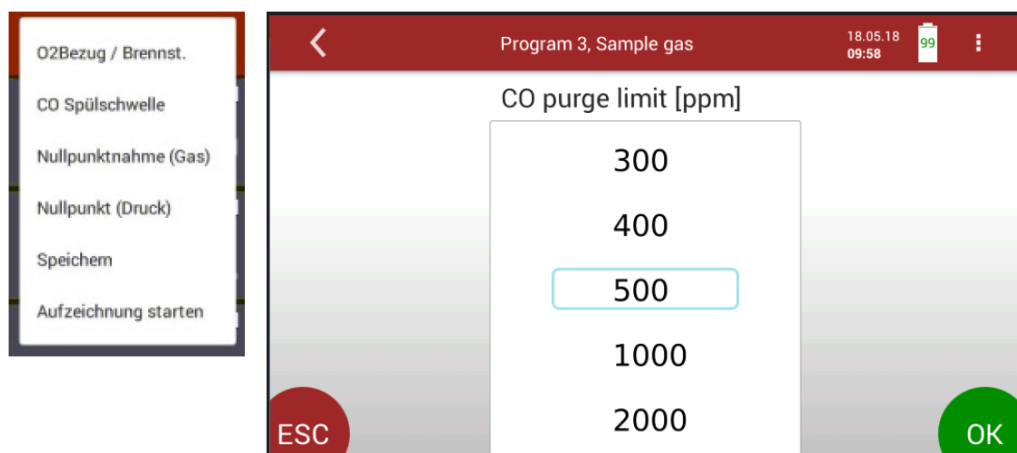 O2Bezug / Brennst.
CO Spülschwelle
Nullpunktnahme (Gas)
Nullpunkt (Druck)
Speichern
Aufzeichnung starten
Program 3, Sample gas
18.05.18
09:58
99
CO purge limit [ppm]
300
400
500
1000
2000
ESC
OK